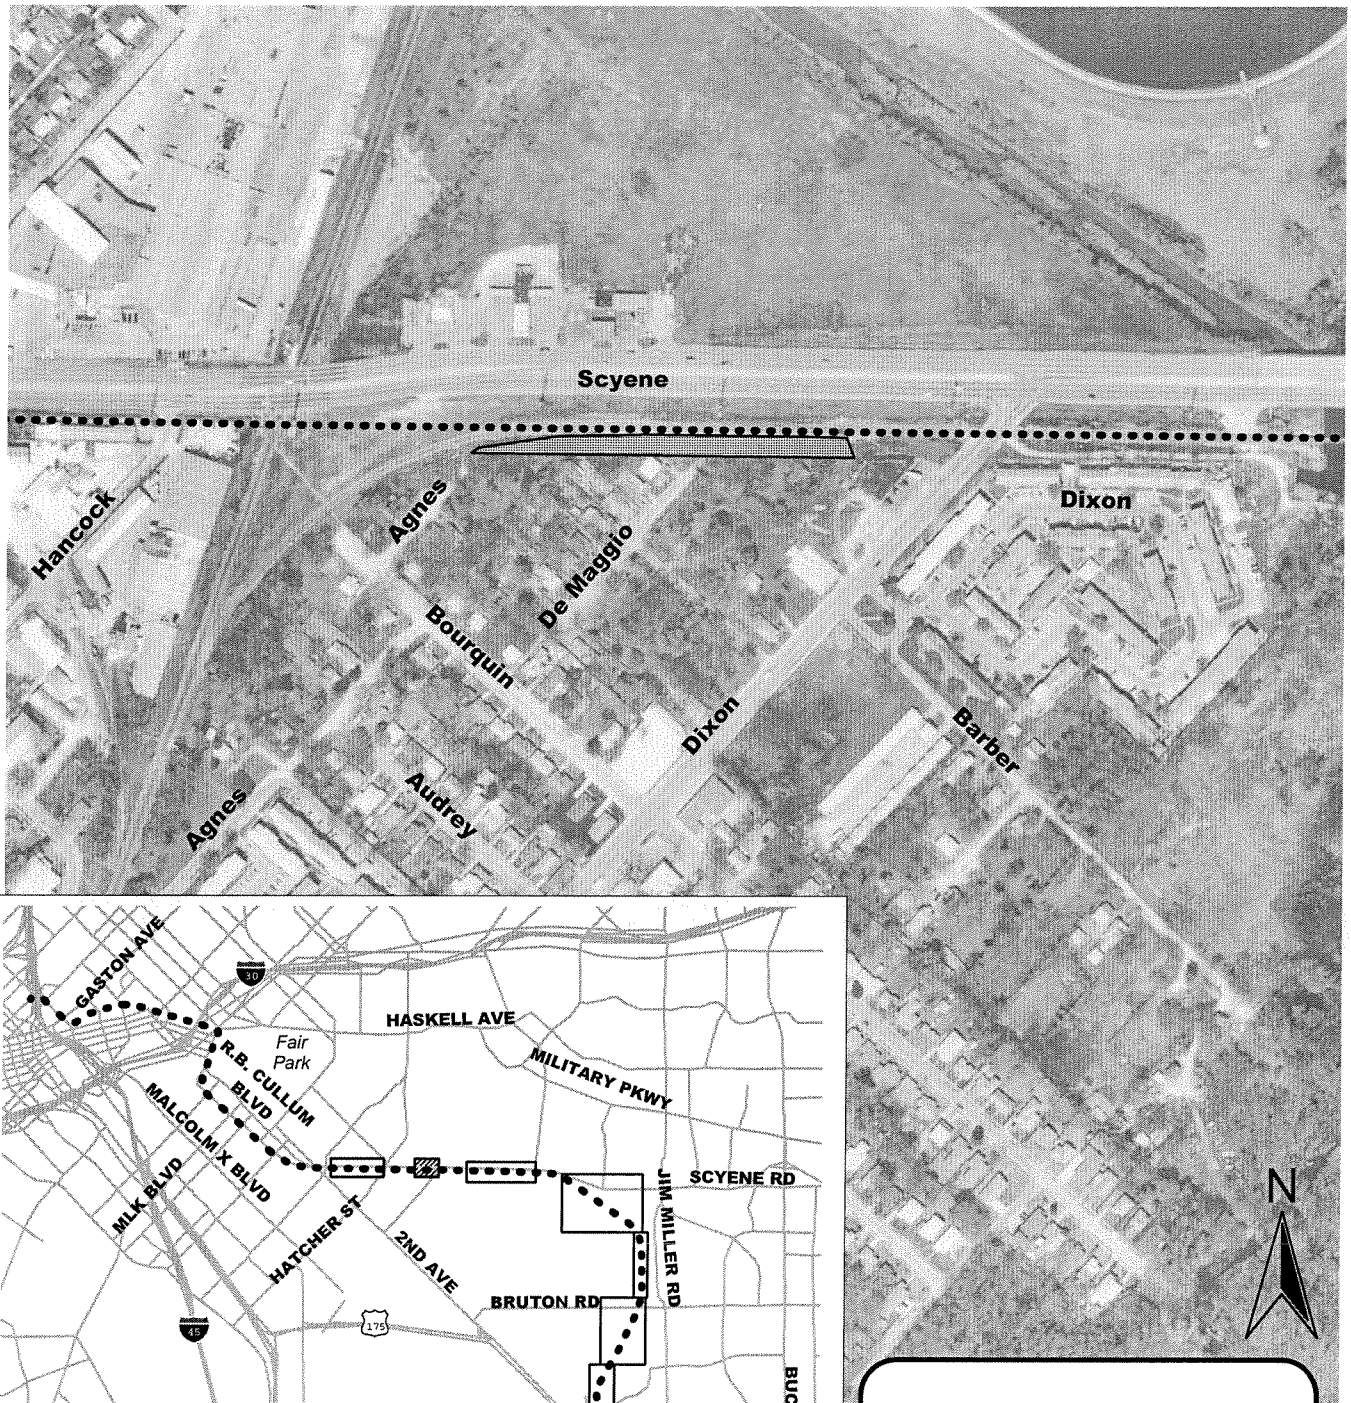 Scyene
Hancock
Agnes
De Maggio
Dixon
Bourquin
Dixon
Barber
Agnes
Audrey
GASTON AVE
30
HASKELL AVE
Fair
Park
MILITARY PKWY
R.B. CULLUM
BLVD
MALCOLM X BLVD
MLK BLVD
HATCHER ST
2ND AVE
JIM MILLER RD
SCYENE RD
BRUTON RD
45
175
BUC
N